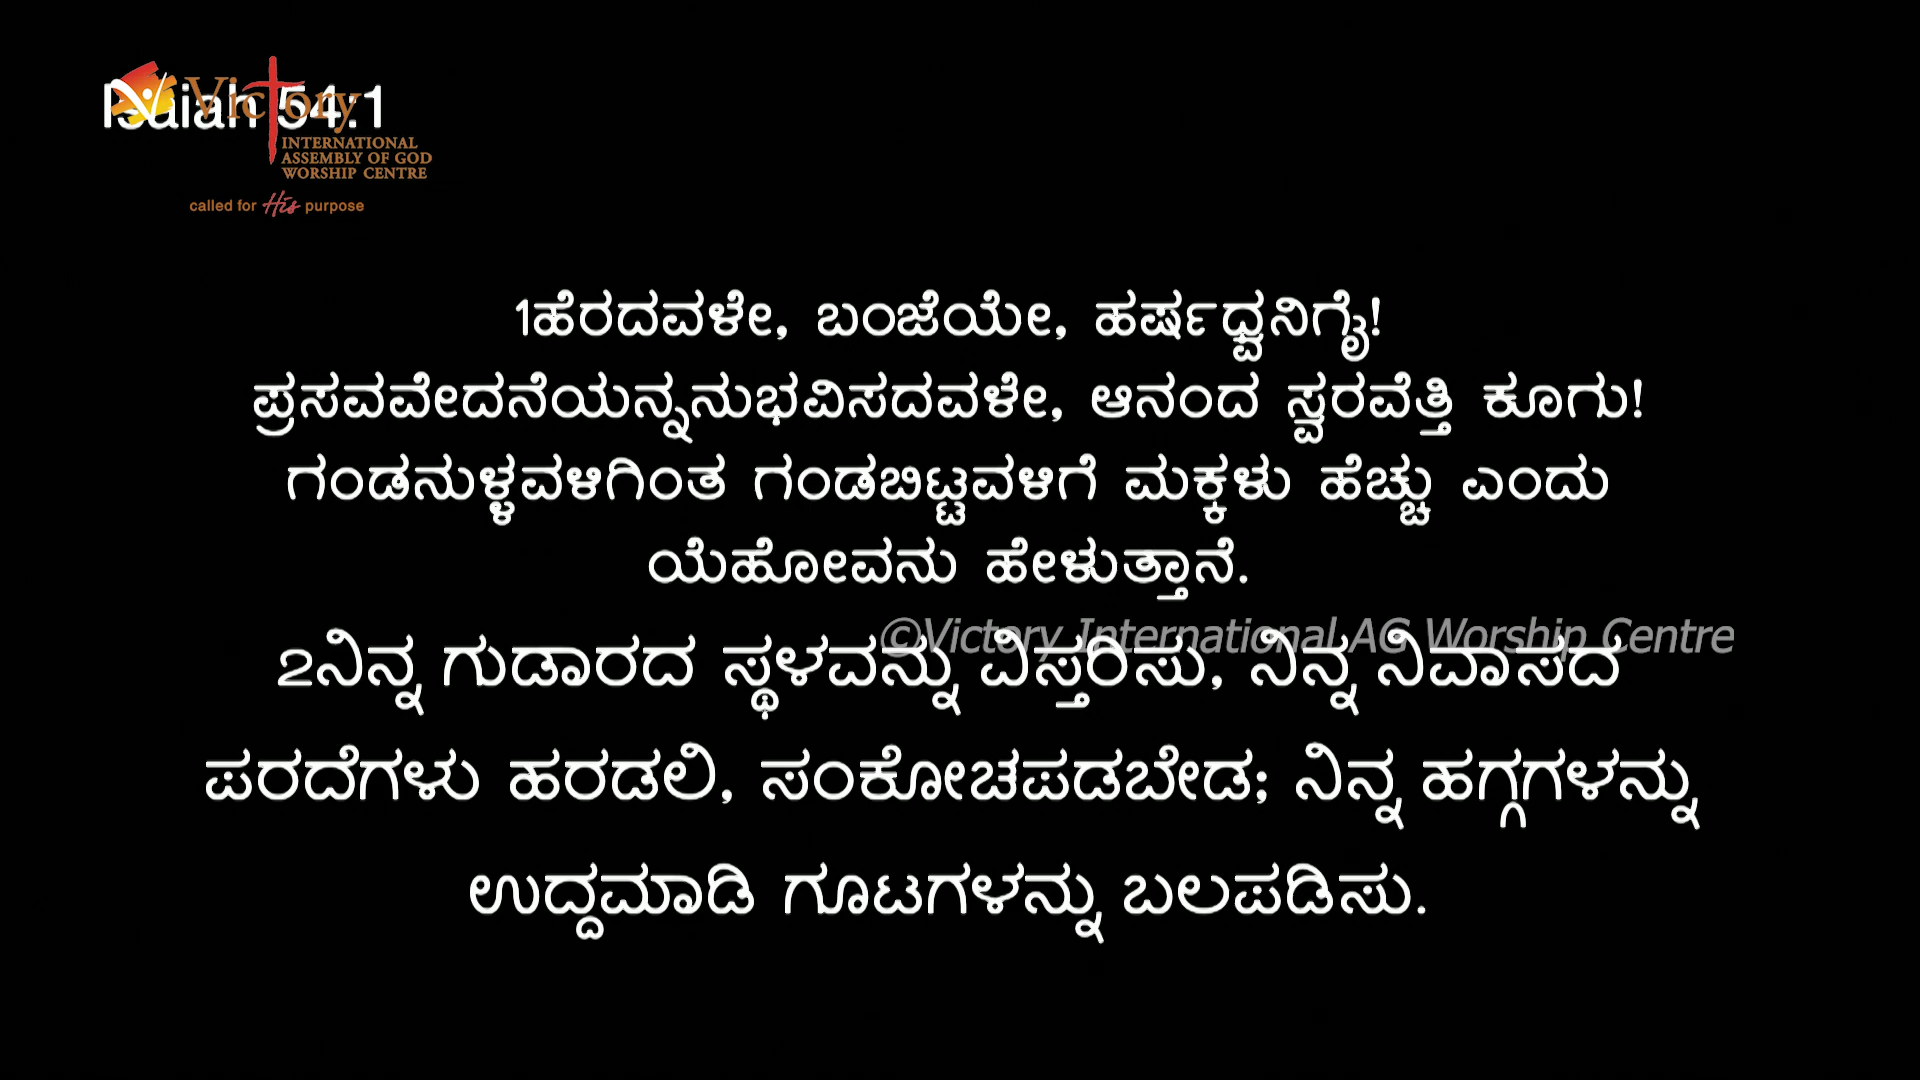 Isaiah 54:1
Victory
INTERNATIONAL
ASSEMBLY OF GOD
WORSHIP CENTRE
called for His purpose
1ಹೆರದವಳೇ, ಬಂಜೆಯೇ, ಹರ್ಷಧ್ವನಿಗೈ!
ಪ್ರಸವವೇದನೆಯನ್ನನುಭವಿಸದವಳೇ, ಆನಂದ ಸ್ವರವೆತ್ತಿ ಕೂಗು!
ಗಂಡನುಳ್ಳವಳಿಗಿಂತ ಗಂಡಬಿಟ್ಟವಳಿಗೆ ಮಕ್ಕಳು ಹೆಚ್ಚು ಎಂದು
ಯೆಹೋವನು ಹೇಳುತ್ತಾನೆ.
©Victory International AG Worship Centre
2ನಿನ್ನ ಗುಡಾರದ ಸ್ಥಳವನ್ನು ವಿಸ್ತರಿಸು, ನಿನ್ನ ನಿವಾಸದ
ಪರದೆಗಳು ಹರಡಲಿ, ಸಂಕೋಚಪಡಬೇಡ; ನಿನ್ನ ಹಗ್ಗಗಳನ್ನು
ಉದ್ದಮಾಡಿ ಗೂಟಗಳನ್ನು ಬಲಪಡಿಸು.